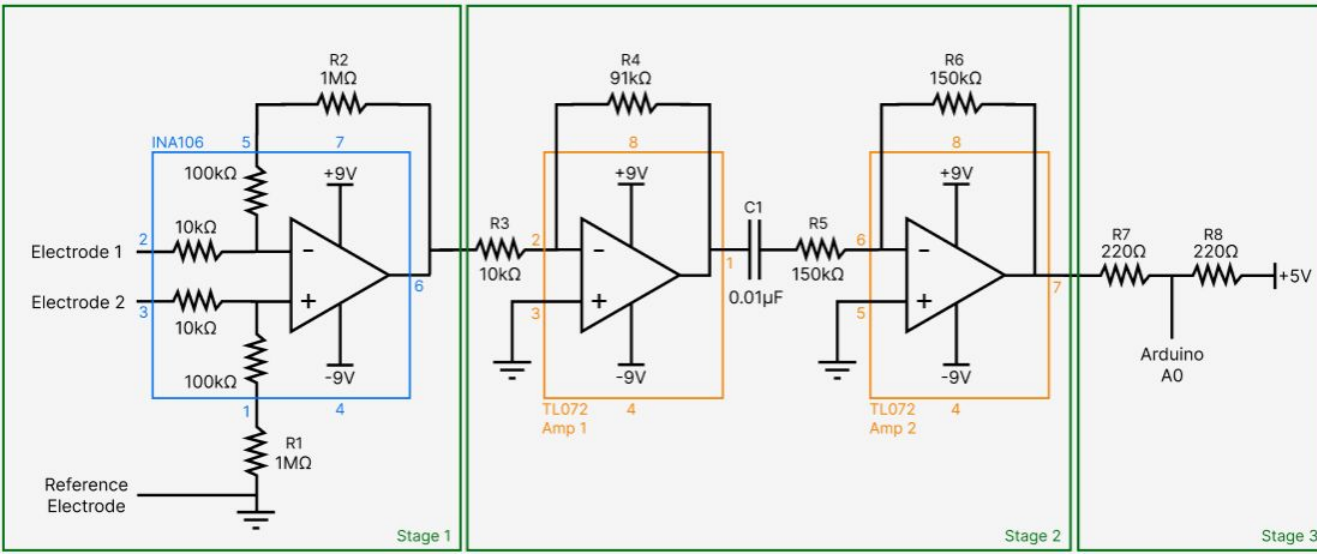 R2
1MΩ
INA106
5
7
100kΩ
+9V
10kΩ
2
Electrode 1
-
Electrode 2
+
3
10kΩ
6
100kΩ
-9V
1
4
R1
1MΩ
Reference
Electrode
Stage 1
R4
91kΩ
8
+9V
R3
10kΩ
2
-
+
3
1
-9V
TL072
Amp 1
4
C1
0.01µF
R5
150kΩ
R6
150kΩ
8
+9V
6
-
+
5
7
-9V
TL072
Amp 2
4
Stage 2
R7
220Ω
R8
220Ω
+5V
Arduino
A0
Stage 3